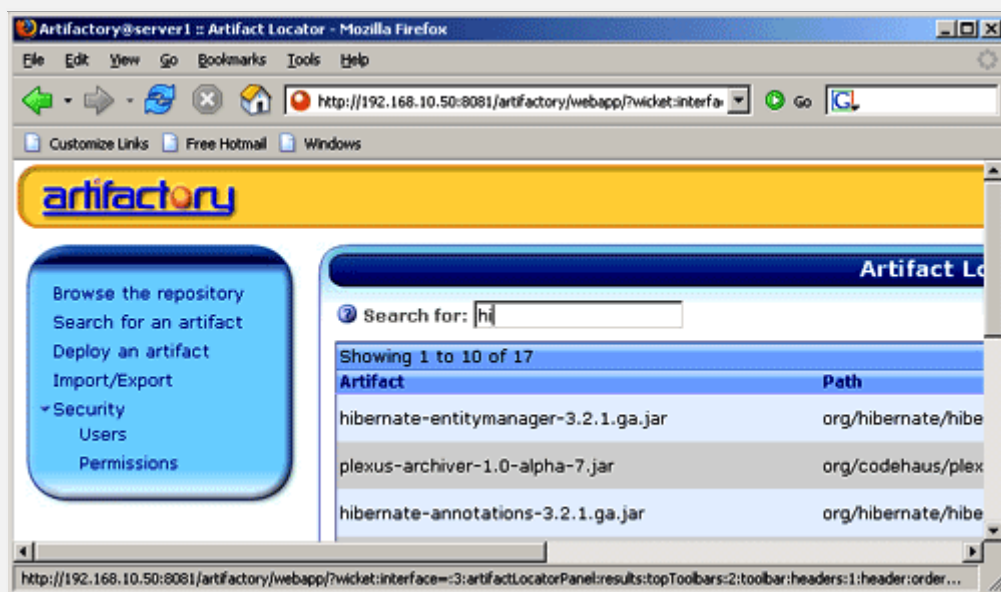 Artifactory@server1 :: Artifact Locator - Mozilla Firefox
File Edit View Go Bookmarks Tools Help
http://192.168.10.50:8081/artifactory/webapp/?wicket:interfa Go G
Customize Links Free Hotmail Windows
artifactory
Artifact Lo
Browse the repository
Search for an artifact
Deploy an artifact
Import/Export
Security
Users
Permissions
? Search for: hi
Showing 1 to 10 of 17
Artifact Path
hibernate-entitymanager-3.2.1.ga.jar org/hibernate/hibe
plexus-archiver-1.0-alpha-7.jar org/codehaus/plex
hibernate-annotations-3.2.1.ga.jar org/hibernate/hibe
http://192.168.10.50:8081/artifactory/webapp/?wicket:interface=:3:artifactLocatorPanel:results:topToolbars:2:toolbar:headers:1:header:order...